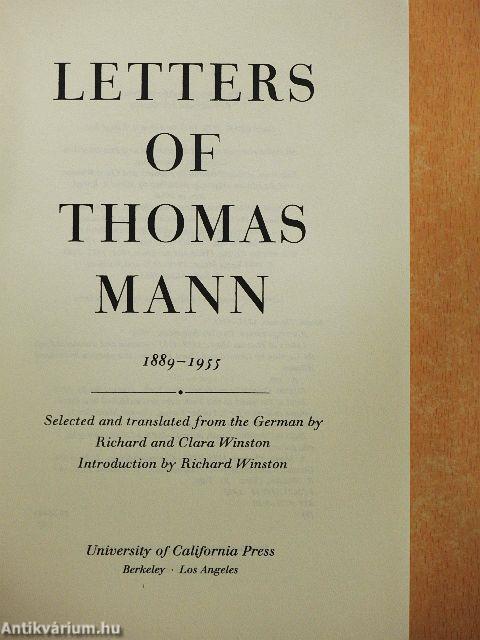 LETTERS
OF
THOMAS
MANN
1889–1955
Selected and translated from the German by
Richard and Clara Winston
Introduction by Richard Winston
University of California Press
Berkeley · Los Angeles
Antikvárium.hu